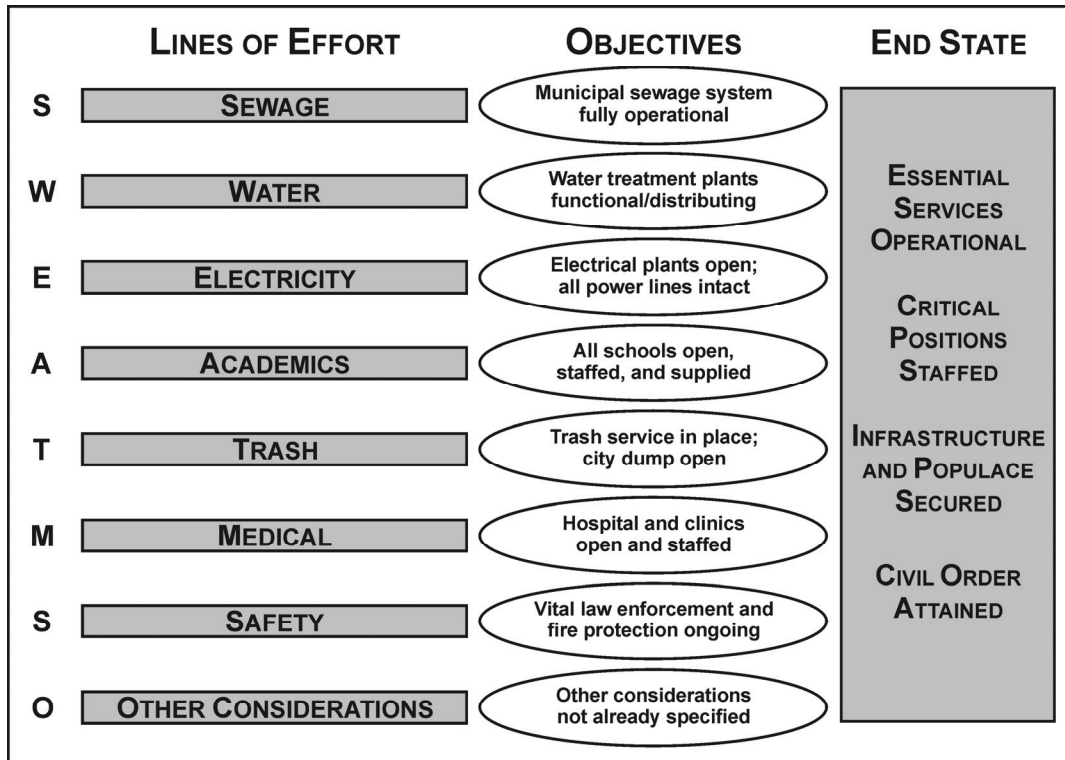 LINES OF EFFORT
OBJECTIVES
END STATE
S
SEWAGE
Municipal sewage system
fully operational
W
WATER
Water treatment plants
functional/distributing
E
ELECTRICITY
Electrical plants open;
all power lines intact
A
ACADEMICS
All schools open,
staffed, and supplied
T
TRASH
Trash service in place;
city dump open
M
MEDICAL
Hospital and clinics
open and staffed
S
SAFETY
Vital law enforcement and
fire protection ongoing
O
OTHER CONSIDERATIONS
Other considerations
not already specified
ESSENTIAL
SERVICES
OPERATIONAL
CRITICAL
POSITIONS
STAFFED
INFRASTRUCTURE
AND POPULACE
SECURED
CIVIL ORDER
ATTAINED